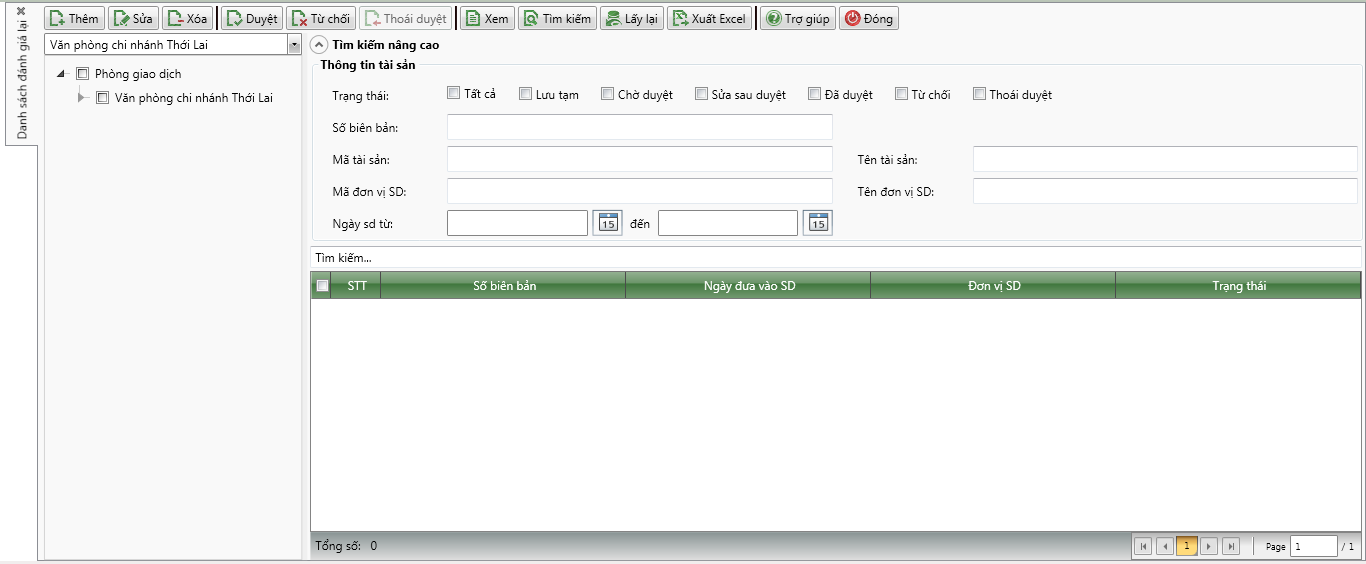 Danh sách đánh giá lại
Thêm Sửa Xóa Duyệt Từ chối Thoái duyệt Xem Tìm kiếm Lấy lại Xuất Excel Trợ giúp Đóng
Văn phòng chi nhánh Thới Lai
Phòng giao dịch
Văn phòng chi nhánh Thới Lai
Tìm kiếm nâng cao
Thông tin tài sản
Trạng thái: Tất cả Lưu tạm Chờ duyệt Sửa sau duyệt Đã duyệt Từ chối Thoái duyệt
Số biên bản:
Mã tài sản: Tên tài sản:
Mã đơn vị SD: Tên đơn vị SD:
Ngày sd từ: 15 đến 15
Tìm kiếm...
STT Số biên bản Ngày đưa vào SD Đơn vị SD Trạng thái
Tổng số: 0 1 Page 1 / 1